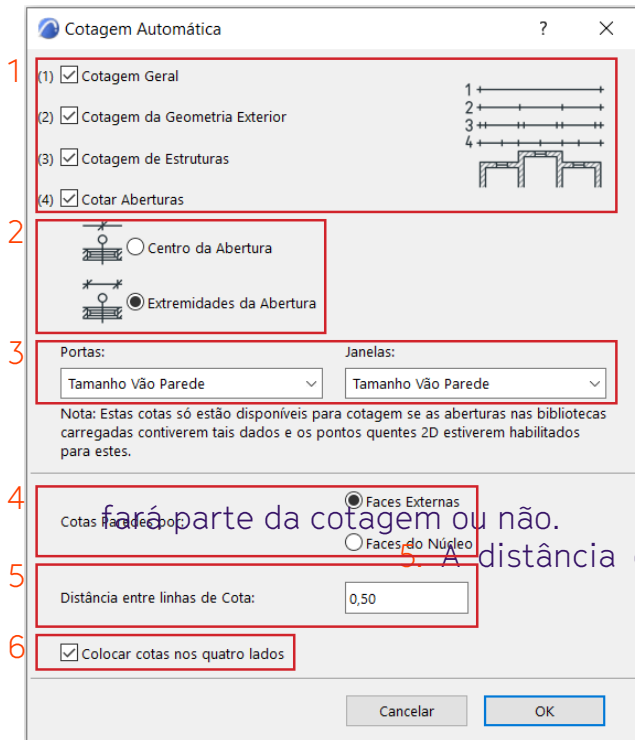 Cotagem Automática ? ×
1
(1) Cotagem Geral
(2) Cotagem da Geometria Exterior
(3) Cotagem de Estruturas
(4) Cotar Aberturas
1
2
3
4
2
Centro da Abertura
Extremidades da Abertura
3
Portas: Janelas:
Tamanho Vão Parede Tamanho Vão Parede
Nota: Estas cotas só estão disponíveis para cotagem se as aberturas nas bibliotecas
carregadas contiverem tais dados e os pontos quentes 2D estiverem habilitados
para estes.
4
Faces Externas
Cotas Paredes por:
fará parte da cotagem ou não.
Faces do Núcleo
5. A distância
5
Distância entre linhas de Cota: 0,50
6
Colocar cotas nos quatro lados
Cancelar OK